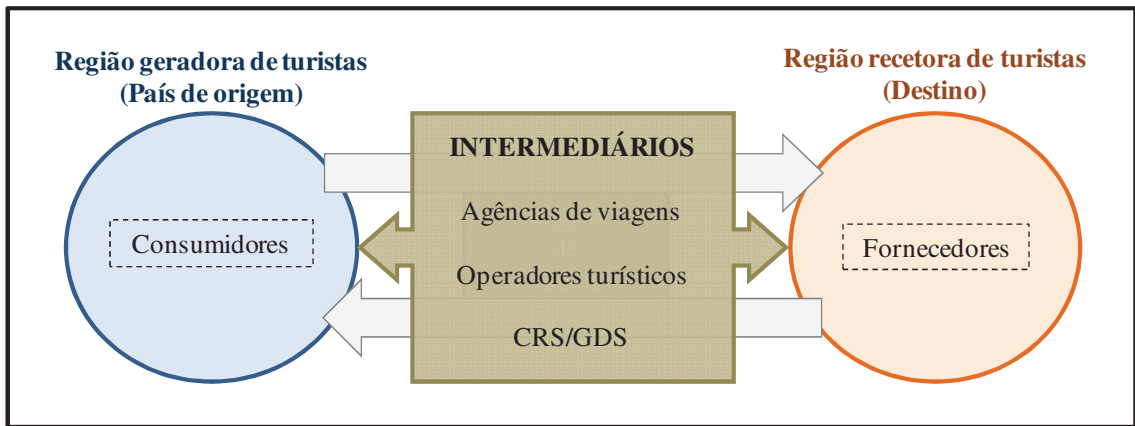 Região geradora de turistas
(País de origem)
Região recetora de turistas
(Destino)
INTERMEDIÁRIOS
Agências de viagens
Consumidores
Fornecedores
Operadores turísticos
CRS/GDS